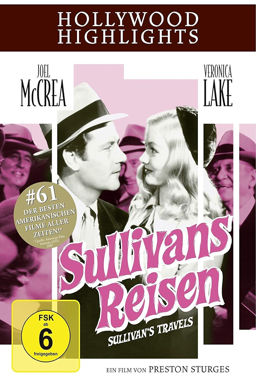 HOLLYWOOD
HIGHLIGHTS
JOEL
McCREA
VERONICA
LAKE
#61
DER BESTEN
AMERIKANISCHEN
FILME ALLER
ZEITEN!*
Sullivans
Reisen
SULLIVAN'S TRAVELS
FSK
ab
6
freigegeben
EIN FILM VON PRESTON STURGES